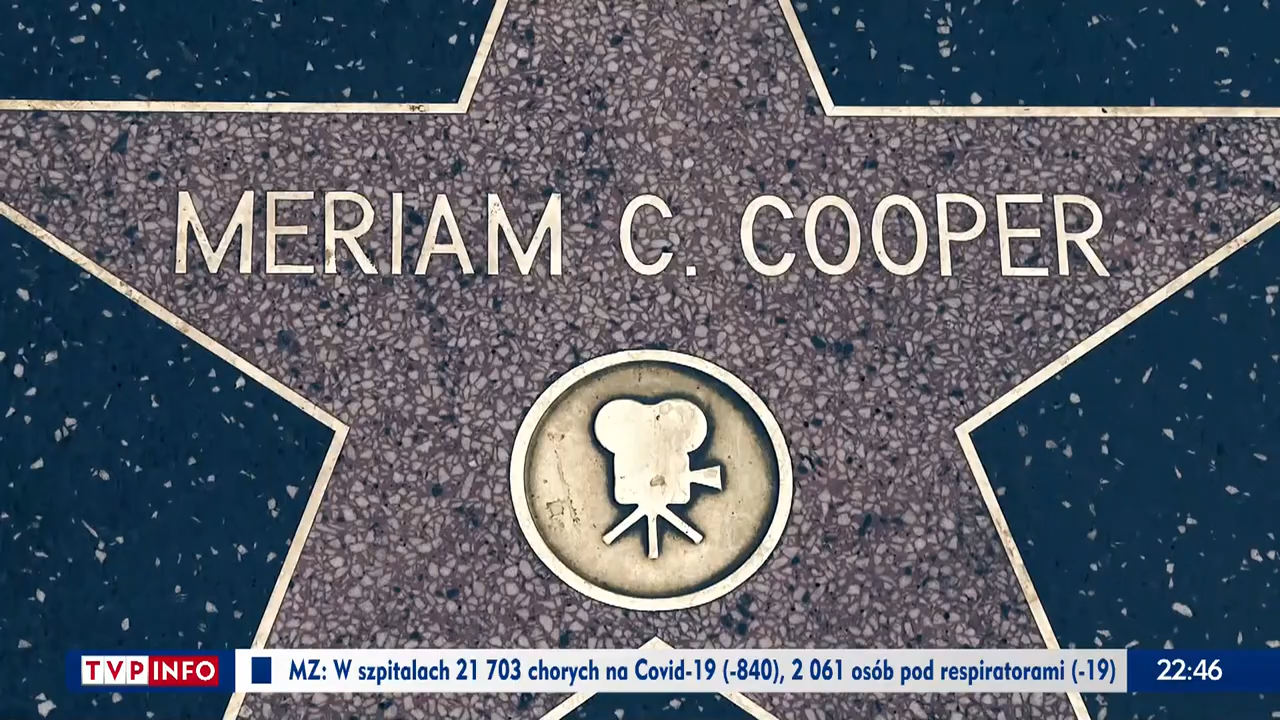 MERIAM C. COOPER
TVP INFO
MZ: W szpitalach 21 703 chorych na Covid-19 (-840), 2 061 osób pod respiratorami (-19)
22:46